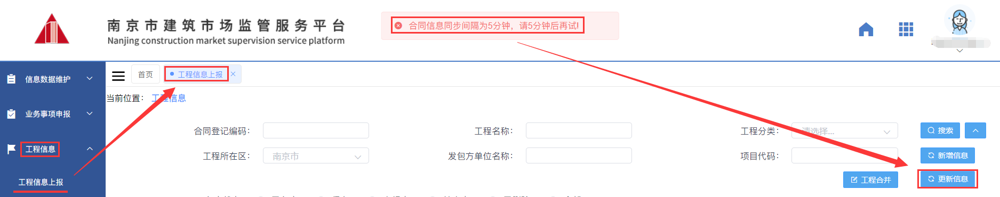 南京市建筑市场监管服务平台
Nanjing construction market supervision service platform
合同信息同步间隔为5分钟，请5分钟后再试!
信息数据维护
业务事项申报
工程信息
工程信息上报
首页
工程信息上报
当前位置： 工程信息
合同登记编码：
工程名称：
工程分类： 请选择...
搜索
工程所在区： 南京市
发包方单位名称：
项目代码：
新增信息
工程合并
更新信息